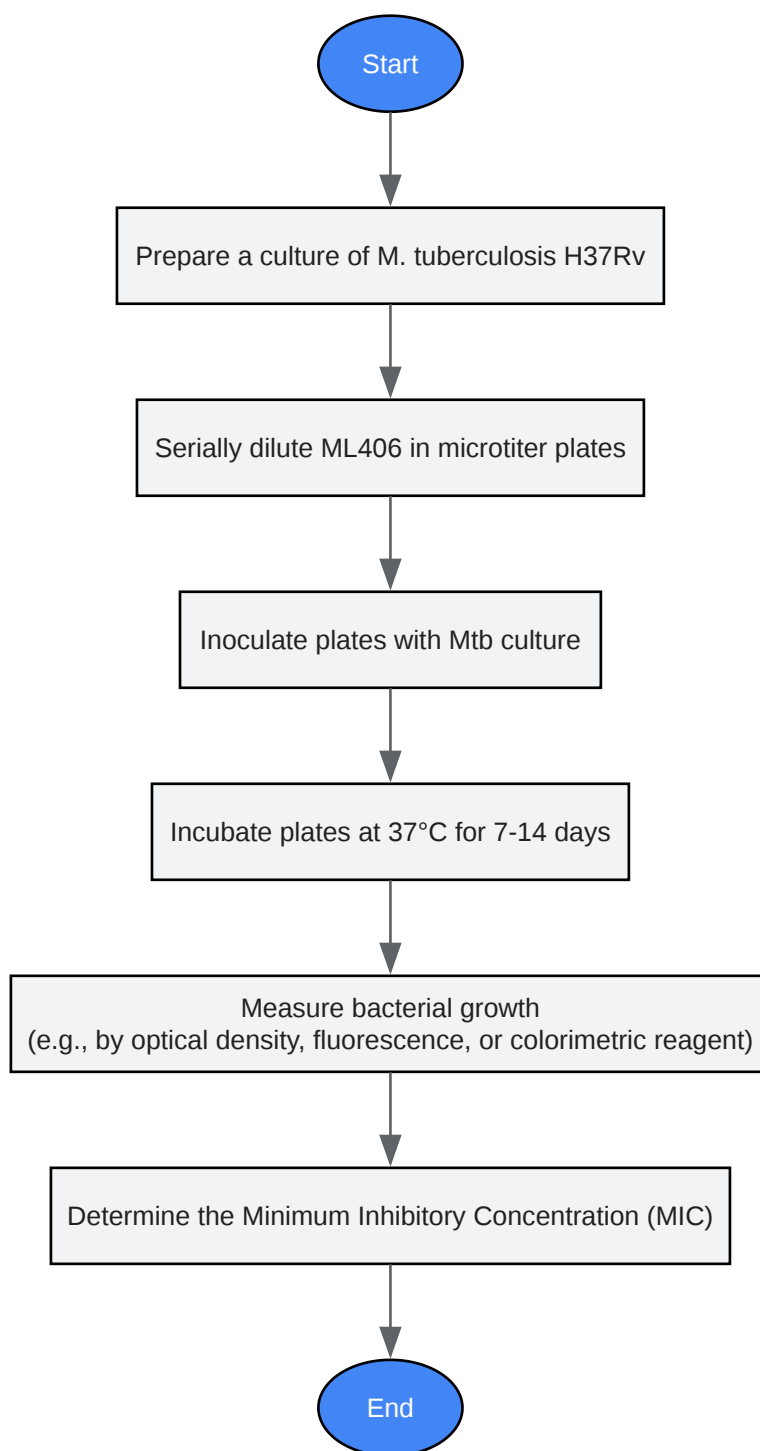 Start
Prepare a culture of M. tuberculosis H37Rv
Serially dilute ML406 in microtiter plates
Inoculate plates with Mtb culture
Incubate plates at 37°C for 7-14 days
Measure bacterial growth
(e.g., by optical density, fluorescence, or colorimetric reagent)
Determine the Minimum Inhibitory Concentration (MIC)
End